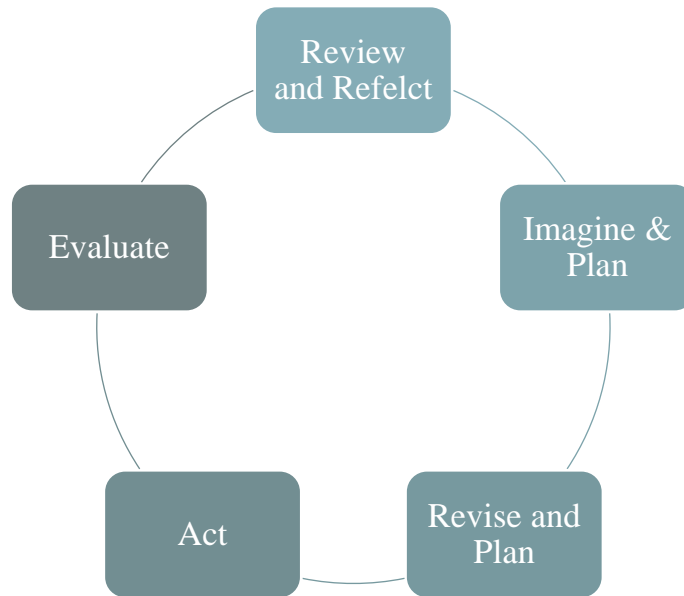 Review
and Refelct
Imagine &
Plan
Revise and
Plan
Act
Evaluate